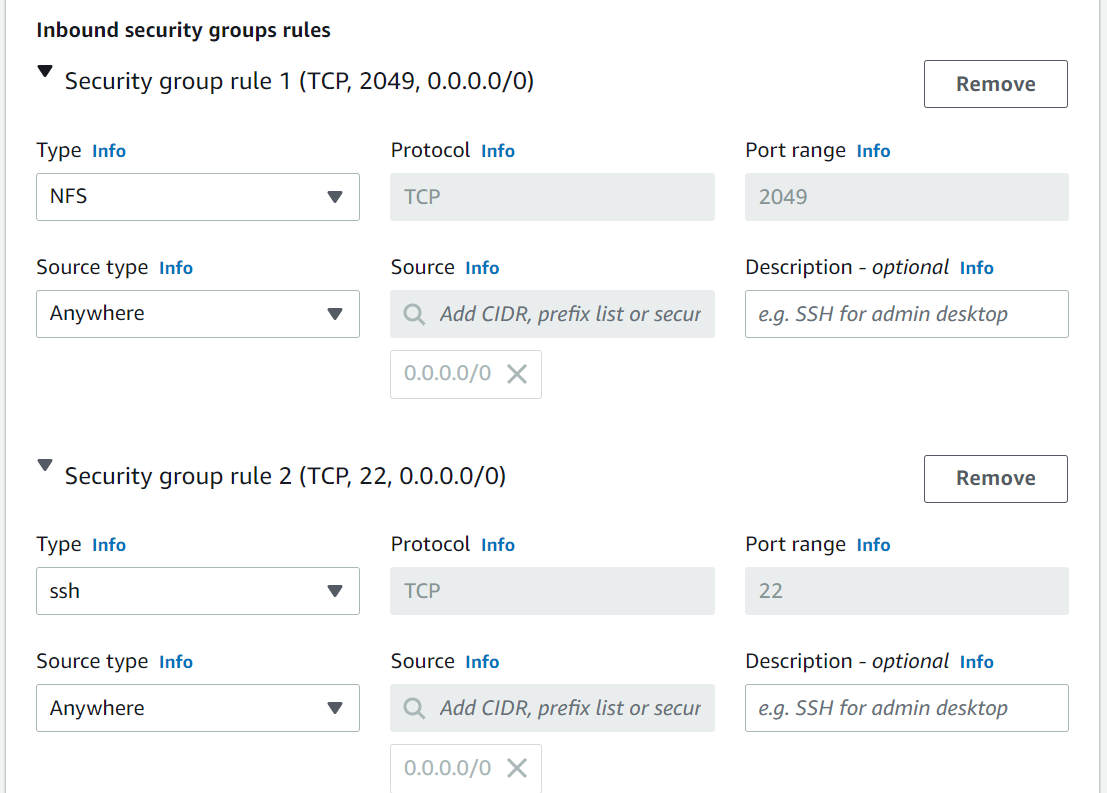 Inbound security groups rules
Security group rule 1 (TCP, 2049, 0.0.0.0/0)
Remove
Type Info
Protocol Info
Port range Info
NFS
TCP
2049
Source type Info
Source Info
Description - optional Info
Anywhere
Add CIDR, prefix list or secur
e.g. SSH for admin desktop
0.0.0.0/0
Security group rule 2 (TCP, 22, 0.0.0.0/0)
Remove
Type Info
Protocol Info
Port range Info
ssh
TCP
22
Source type Info
Source Info
Description - optional Info
Anywhere
Add CIDR, prefix list or secur
e.g. SSH for admin desktop
0.0.0.0/0